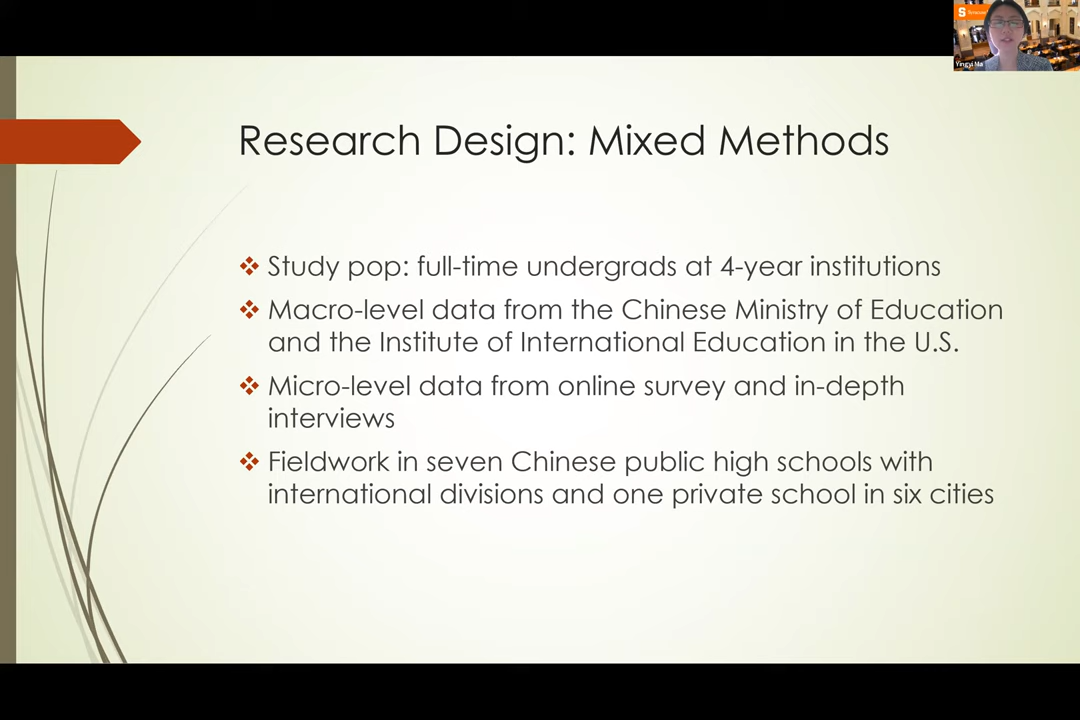 S Syracuse
Yingyi Ma
Research Design: Mixed Methods
❖ Study pop: full-time undergrads at 4-year institutions
❖ Macro-level data from the Chinese Ministry of Education
and the Institute of International Education in the U.S.
❖ Micro-level data from online survey and in-depth
interviews
❖ Fieldwork in seven Chinese public high schools with
international divisions and one private school in six cities